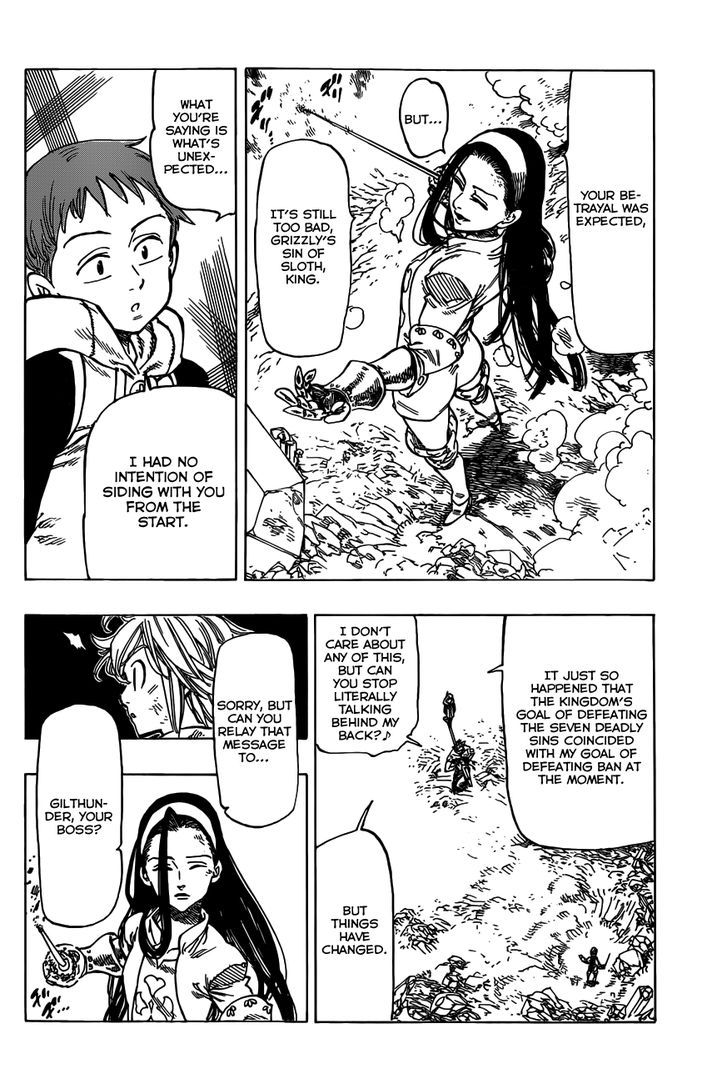 YOUR BE-
TRAYAL WAS
EXPECTED,
BUT...
IT'S STILL
TOO BAD,
GRIZZLY'S
SIN OF
SLOTH,
KING.
WHAT
YOU'RE
SAYING IS
WHAT'S
UNEX-
PECTED...
I HAD NO
INTENTION OF
SIDING WITH YOU
FROM THE
START.
IT JUST SO
HAPPENED THAT
THE KINGDOM'S
GOAL OF DEFEATING
THE SEVEN DEADLY
SINS COINCIDED
WITH MY GOAL OF
DEFEATING BAN AT
THE MOMENT.
I DON'T
CARE ABOUT
ANY OF THIS,
BUT CAN
YOU STOP
LITERALLY
TALKING
BEHIND MY
BACK?♪
BUT
THINGS
HAVE
CHANGED.
SORRY, BUT
CAN YOU
RELAY THAT
MESSAGE
TO...
GILTHUN-
DER, YOUR
BOSS?